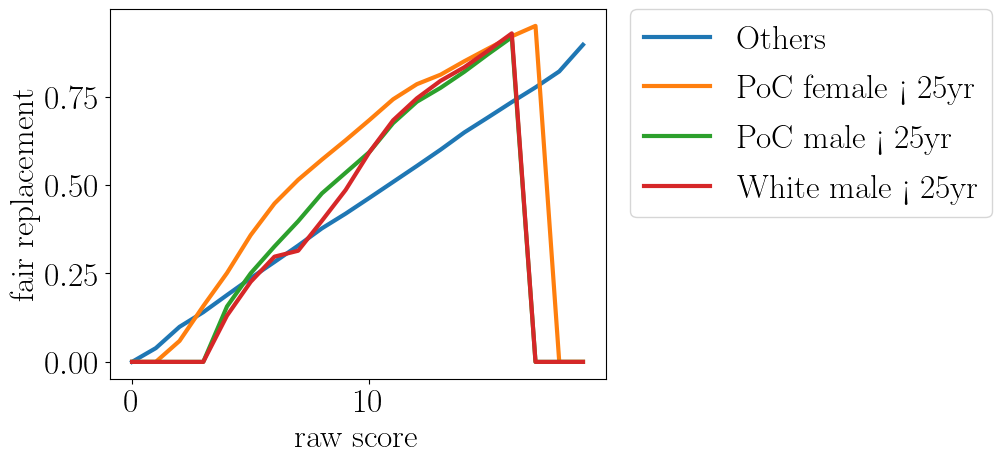 0.75
0.50
0.25
0.00
fair replacement
0
10
raw score
Others
PoC female ¡ 25yr
PoC male ¡ 25yr
White male ¡ 25yr